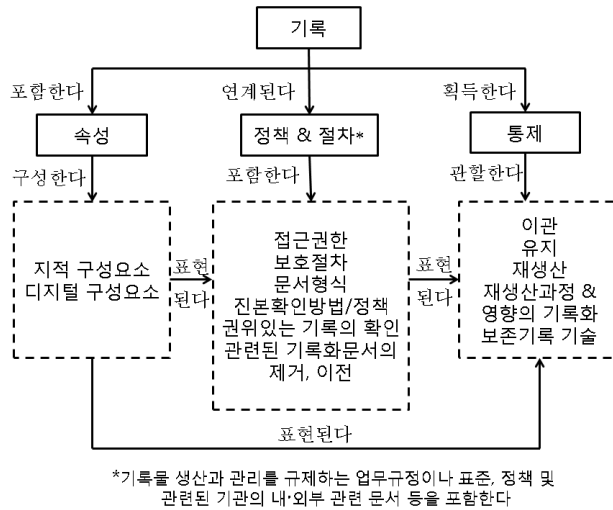 기록
포함한다
연계된다
획득한다
속성
정책 & 절차*
통제
구성한다
포함한다
관할한다
지적 구성요소
디지털 구성요소
표현
된다
접근권한
보호절차
문서형식
진본확인방법/정책
권위있는 기록의 확인
관련된 기록화문서의
제거, 이전
표현
된다
이관
유지
재생산
재생산과정 &
영향의 기록화
보존기록 기술
표현된다
*기록물 생산과 관리를 규제하는 업무규정이나 표준, 정책 및
관련된 기관의 내·외부 관련 문서 등을 포함한다